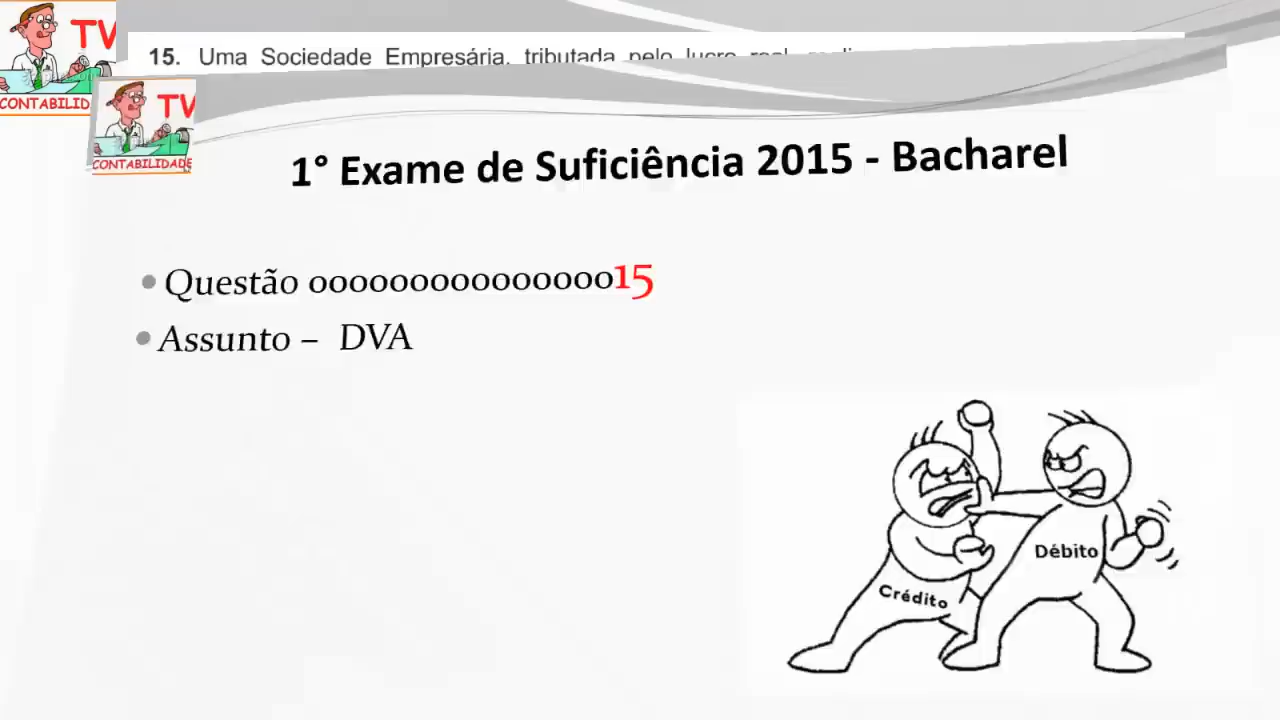 TV
CONTABILID
15. Uma Sociedade Empresária, tributada pelo lucro real,
TV
CONTABILIDADE
1° Exame de Suficiência 2015 - Bacharel
Questão ooooooooooooooo15
Assunto – DVA
Débito
Crédito